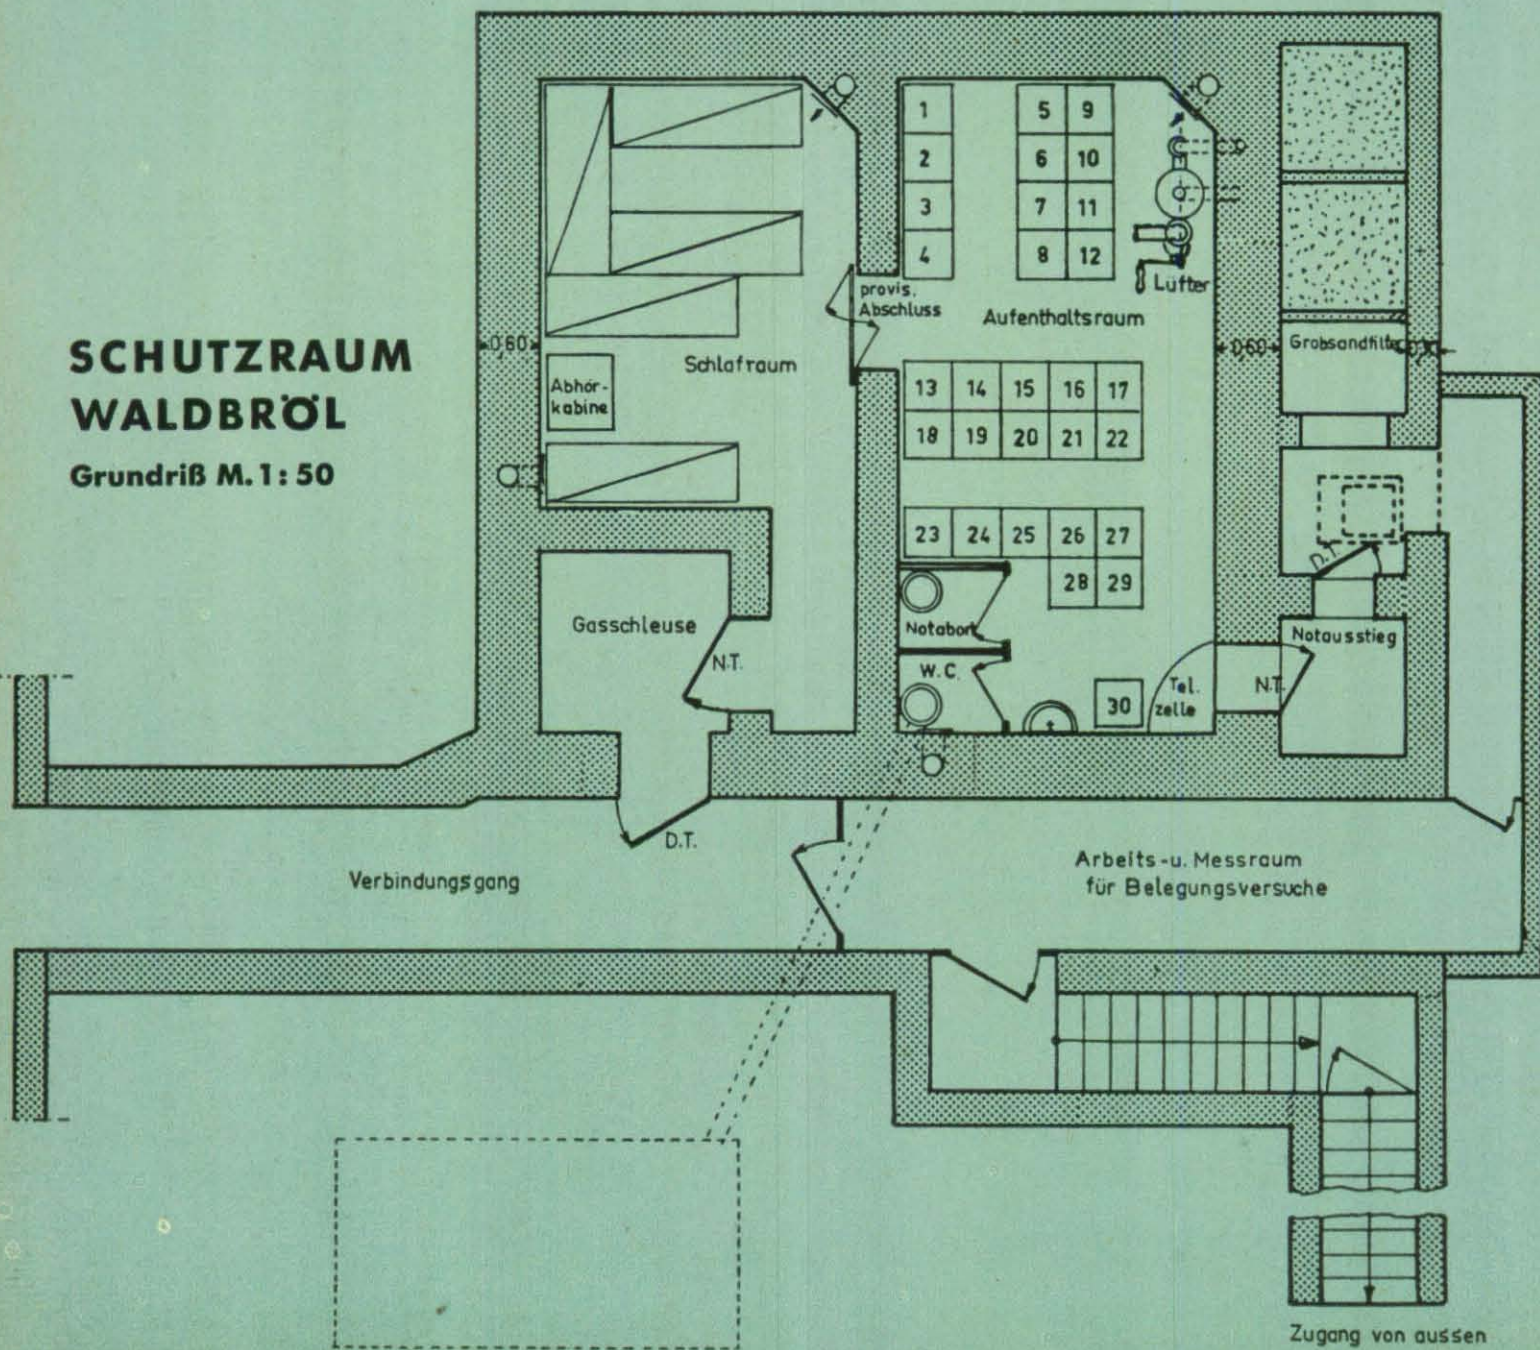 SCHUTZRAUM
WALDBRÖL
Grundriß M. 1 : 50
0,60
Abhör-
kabine
Schlafraum
provis.
Abschluss
1
2
3
4
5 9
6 10
7 11
8 12
Lüfter
Aufenthaltsraum
0,60
Grobsandfilter
13 14 15 16 17
18 19 20 21 22
23 24 25 26 27
28 29
Notabort
W.C.
30
Tel.
zelle
N.T.
D.T.
Notausstieg
Gasschleuse
N.T.
D.T.
Verbindungsgang
Arbeits-u. Messraum
für Belegungsversuche
Zugang von aussen